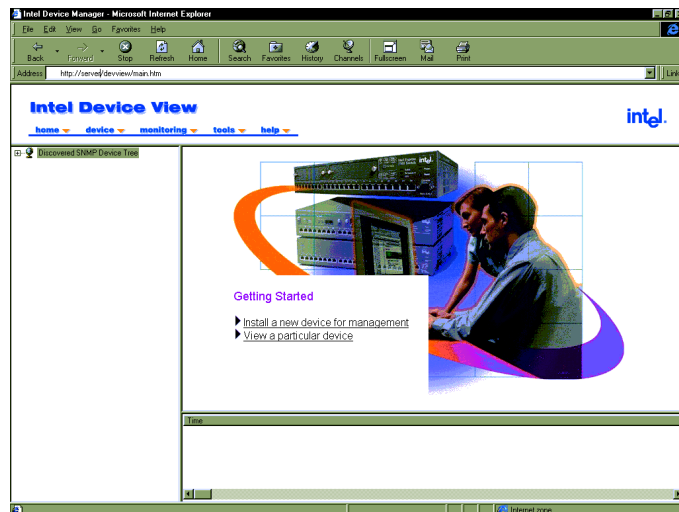 Intel Device Manager - Microsoft Internet Explorer
File Edit View Go Favorites Help
Back Forward Stop Refresh Home Search Favorites History Channels Fullscreen Mail Print
Address http://server/devview/main.htm Link
Intel Device View
intel.
home device monitoring tools help
Discovered SNMP Device Tree
intel.
Getting Started
Install a new device for management
View a particular device
Time
Internet zone